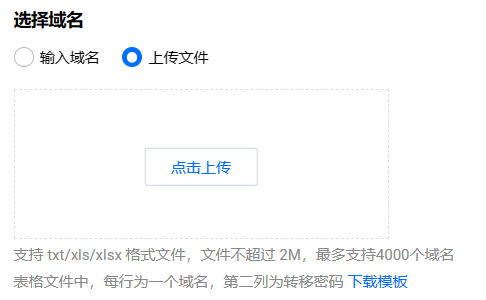 选择域名
输入域名 上传文件
点击上传
支持 txt/xls/xlsx 格式文件，文件不超过 2M，最多支持4000个域名
表格文件中，每行为一个域名，第二列为转移密码 下载模板